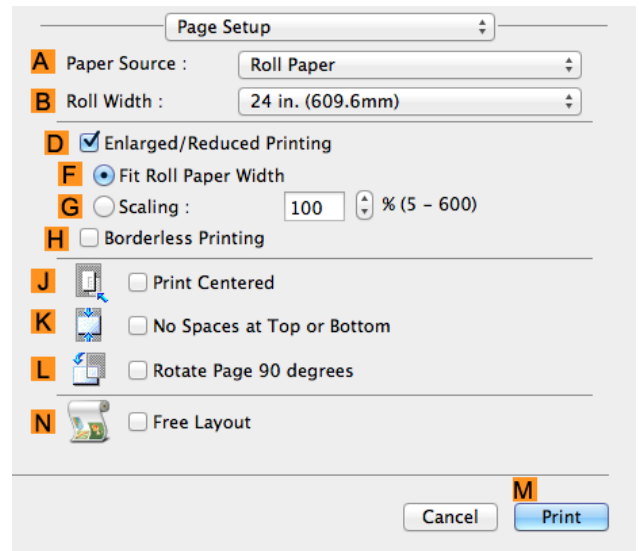 Page Setup
A Paper Source : Roll Paper
B Roll Width : 24 in. (609.6mm)
D Enlarged/Reduced Printing
F Fit Roll Paper Width
G Scaling : 100 % (5 – 600)
H Borderless Printing
J Print Centered
K No Spaces at Top or Bottom
L Rotate Page 90 degrees
N Free Layout
M
Cancel Print